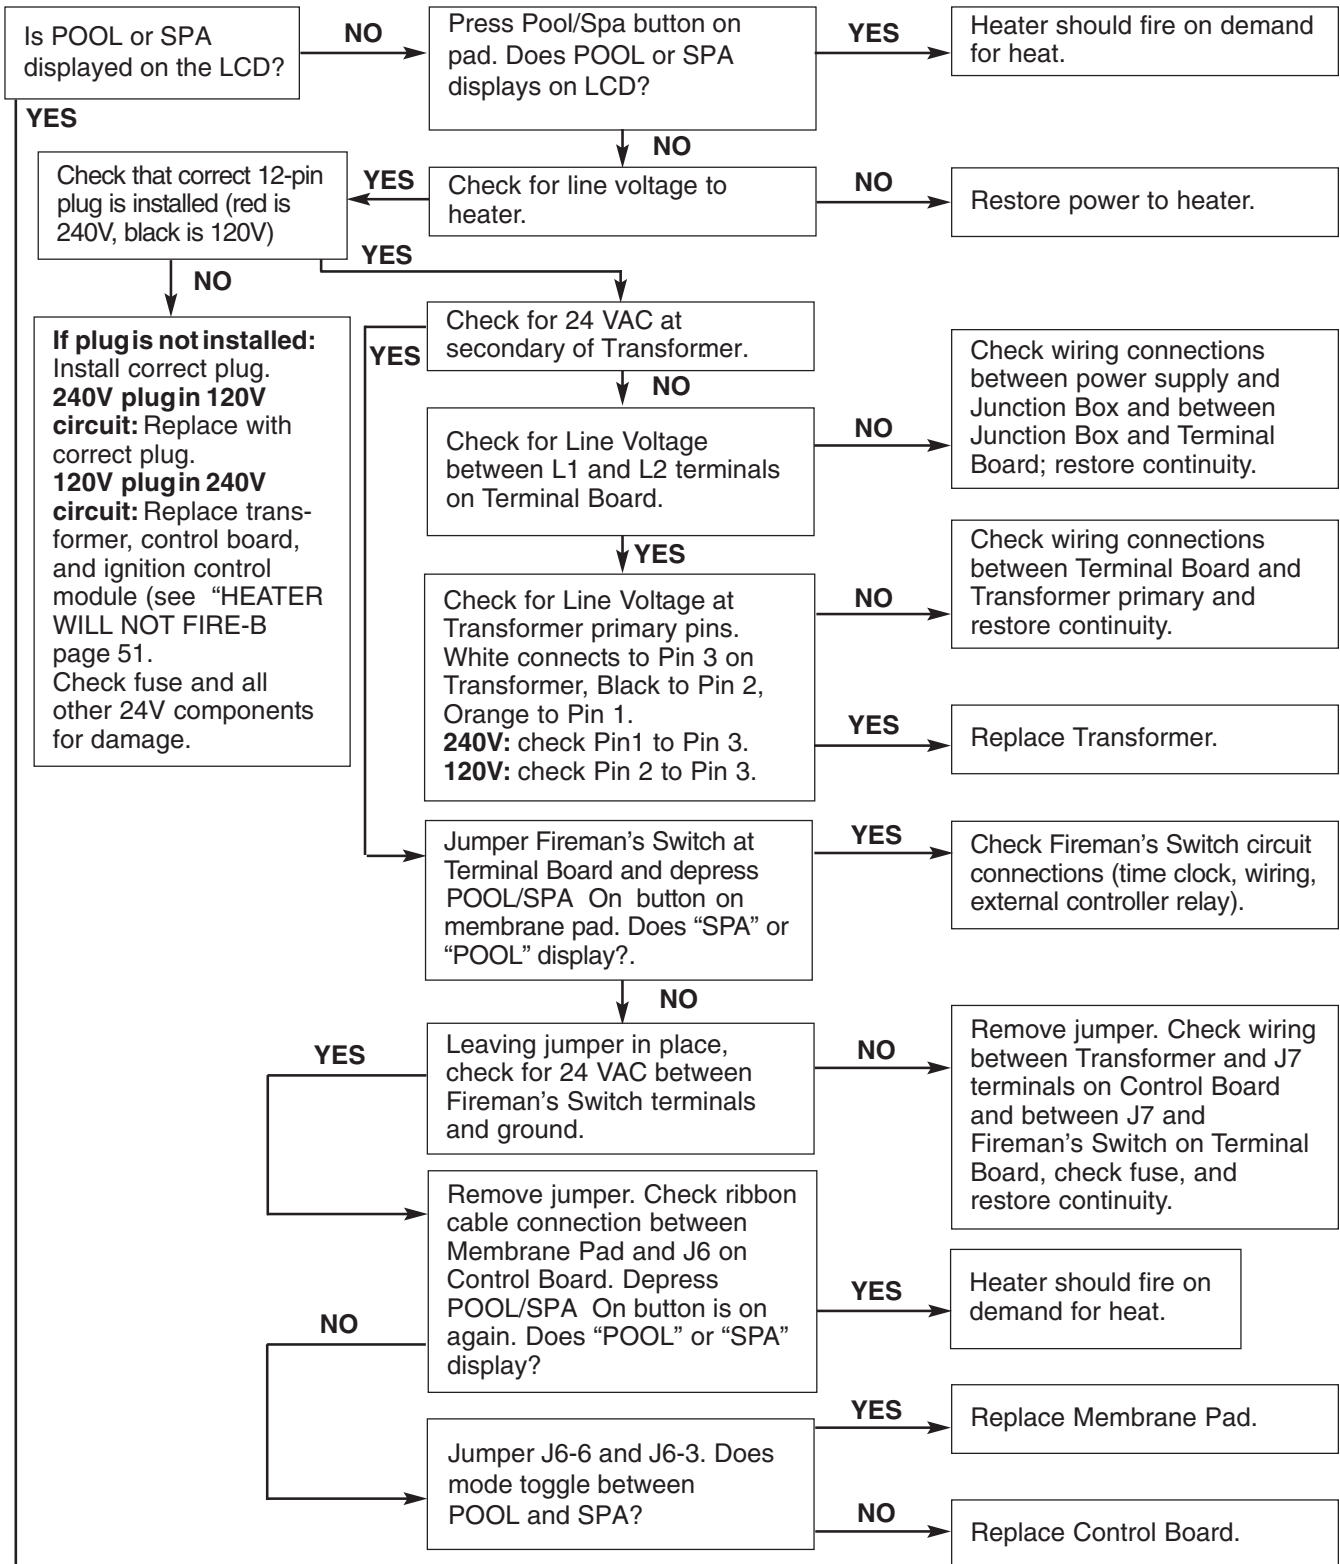 Is POOL or SPA
displayed on the LCD?
NO
Press Pool/Spa button on
pad. Does POOL or SPA
displays on LCD?
YES
Heater should fire on demand
for heat.
YES
NO
Check that correct 12-pin
plug is installed (red is
240V, black is 120V)
YES
Check for line voltage to
heater.
NO
Restore power to heater.
YES
NO
If plug is not installed:
Install correct plug.
240V plug in 120V
circuit: Replace with
correct plug.
120V plug in 240V
circuit: Replace trans-
former, control board,
and ignition control
module (see “HEATER
WILL NOT FIRE-B
page 51.
Check fuse and all
other 24V components
for damage.
YES
Check for 24 VAC at
secondary of Transformer.
NO
Check for Line Voltage
between L1 and L2 terminals
on Terminal Board.
NO
Check wiring connections
between power supply and
Junction Box and between
Junction Box and Terminal
Board; restore continuity.
YES
Check for Line Voltage at
Transformer primary pins.
White connects to Pin 3 on
Transformer, Black to Pin 2,
Orange to Pin 1.
240V: check Pin1 to Pin 3.
120V: check Pin 2 to Pin 3.
NO
Check wiring connections
between Terminal Board and
Transformer primary and
restore continuity.
YES
Replace Transformer.
Jumper Fireman’s Switch at
Terminal Board and depress
POOL/SPA On button on
membrane pad. Does “SPA” or
“POOL” display?.
YES
Check Fireman’s Switch circuit
connections (time clock, wiring,
external controller relay).
NO
YES
Leaving jumper in place,
check for 24 VAC between
Fireman’s Switch terminals
and ground.
NO
Remove jumper. Check wiring
between Transformer and J7
terminals on Control Board
and between J7 and
Fireman’s Switch on Terminal
Board, check fuse, and
restore continuity.
Remove jumper. Check ribbon
cable connection between
Membrane Pad and J6 on
Control Board. Depress
POOL/SPA On button is on
again. Does “POOL” or “SPA”
display?
YES
Heater should fire on
demand for heat.
NO
Jumper J6-6 and J6-3. Does
mode toggle between
POOL and SPA?
YES
Replace Membrane Pad.
NO
Replace Control Board.